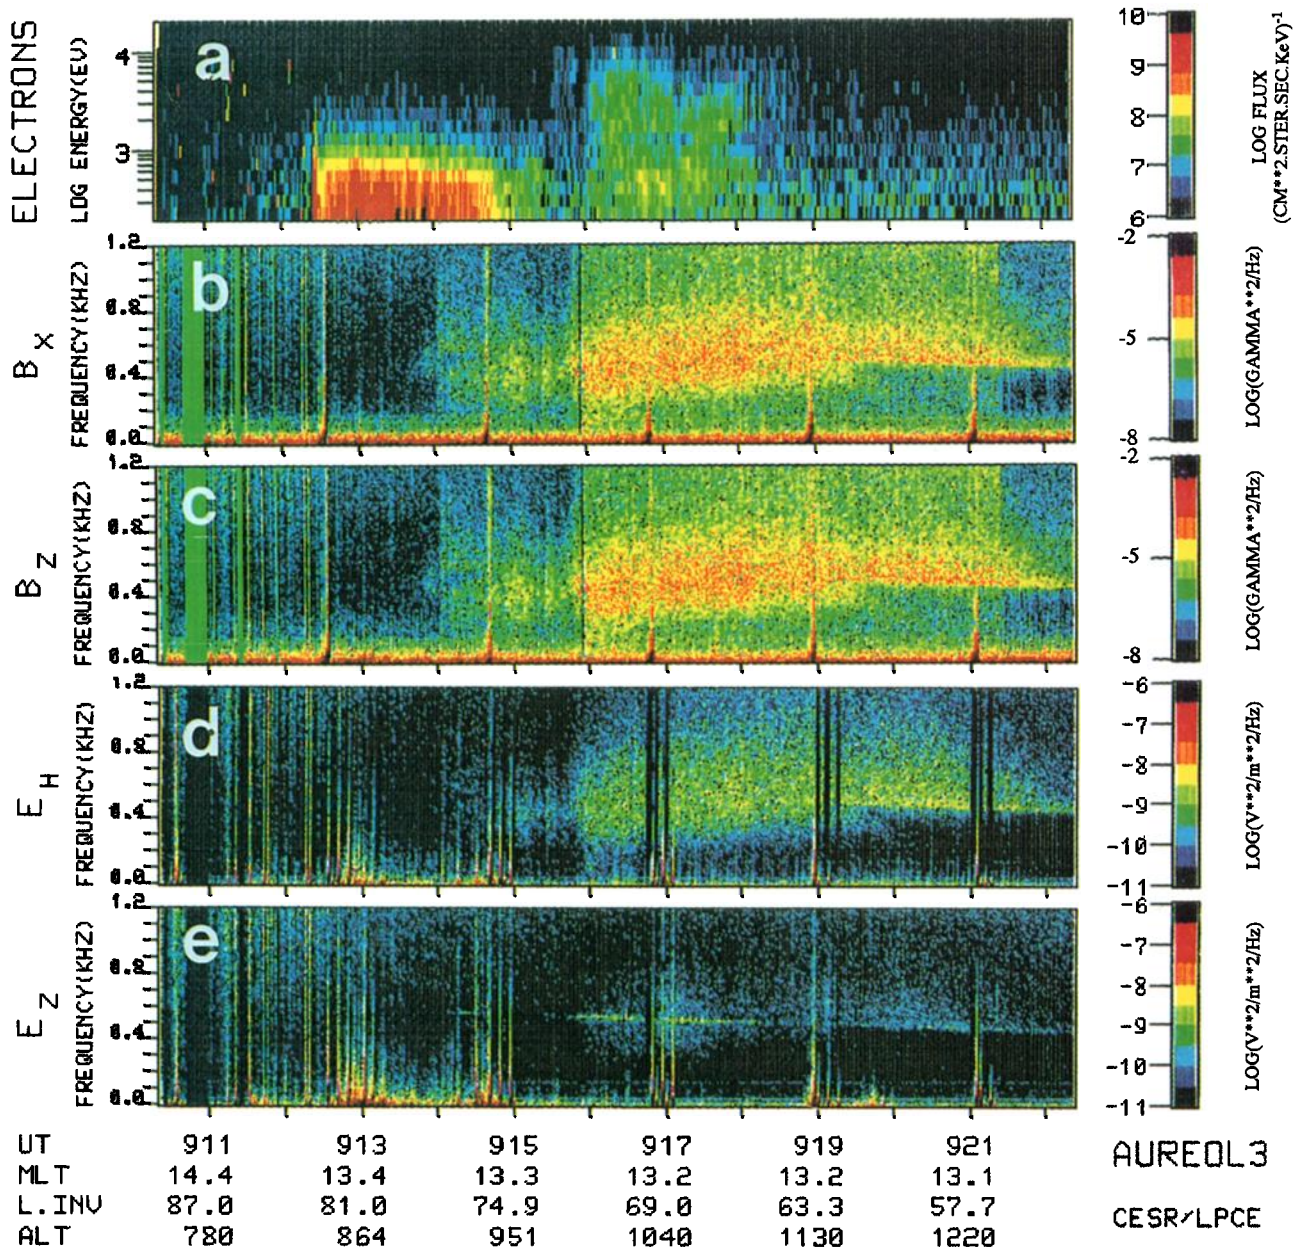 ELECTRONS
LOG ENERGY(EV)
4
3
a
10
9
8
7
6
LOG FLUX
(CM**2.STER.SEC.KeV)-1
BX
FREQUENCY(KHZ)
1.2
0.8
0.4
0.0
b
-2
-5
-8
LOG(GAMMA**2/Hz)
BZ
FREQUENCY(KHZ)
1.2
0.8
0.4
0.0
c
-2
-5
-8
LOG(GAMMA**2/Hz)
EH
FREQUENCY(KHZ)
1.2
0.8
0.4
0.0
d
-6
-7
-8
-9
-10
-11
LOG(V**2/m**2/Hz)
EZ
FREQUENCY(KHZ)
1.2
0.8
0.4
0.0
e
-6
-7
-8
-9
-10
-11
LOG(V**2/m**2/Hz)
UT 911 913 915 917 919 921
MLT 14.4 13.4 13.3 13.2 13.2 13.1
L.INV 87.0 81.0 74.9 69.0 63.3 57.7
ALT 780 864 951 1040 1130 1220
AUREOL3
CESR/LPCE